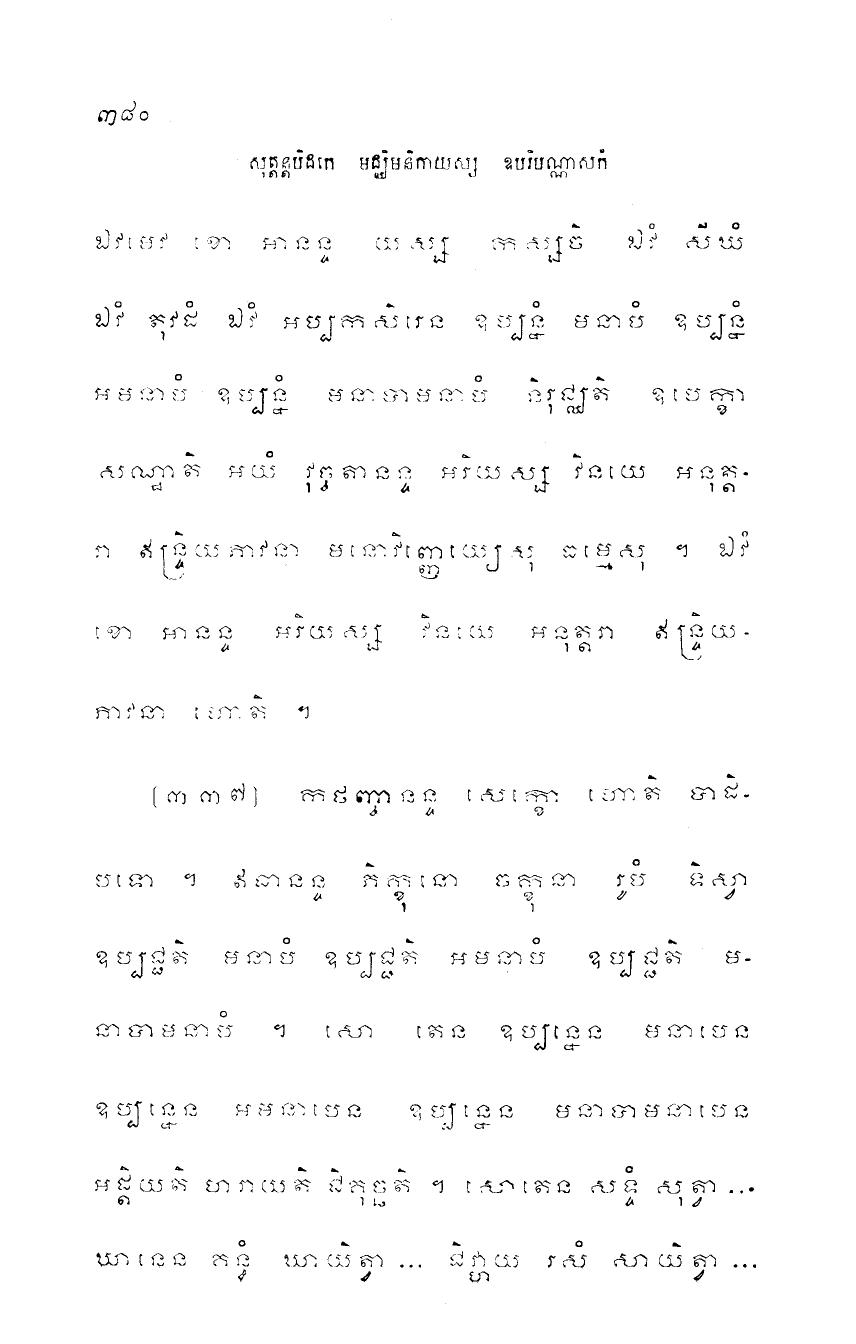 ៣៨០
សុត្តន្តបិដកេ មជ្ឈិមនិកាយស្ស ឧបរិបណ្ណាសកំ
ឯវមេវ ខោ អានន្ទ យស្ស កស្សចិ ឯវំ សីឃំ
ឯវំ តុវដំ ឯវំ អប្បកសិរេន ឧប្បន្នំ មនាបំ ឧប្បន្នំ
អមនាបំ ឧប្បន្នំ មនាបាមនាបំ និរុជ្ឈតិ ឧបេក្ខា
សណ្ឋាតិ អយំ វុច្ចតានន្ទ អរិយស្ស វិនយេ អនុត្ត-
រា ឥន្ទ្រិយភាវនា មនោវិញ្ញេយ្យេសុ ធម្មេសុ ។ ឯវំ
ខោ អានន្ទ អរិយស្ស វិនយេ អនុត្តរា ឥន្ទ្រិយ-
ភាវនា ហោតិ ។
[៣៣៧] កថញ្ចានន្ទ សេក្ខោ ហោតិ បាដិ-
បទោ ។ ឥធានន្ទ ភិក្ខុនោ ចក្ខុនា រូបំ ទិស្វា
ឧប្បជ្ជតិ មនាបំ ឧប្បជ្ជតិ អមនាបំ ឧប្បជ្ជតិ ម-
នាបាមនាបំ ។ សោ តេន ឧប្បន្នេន មនាបេន
ឧប្បន្នេន អមនាបេន ឧប្បន្នេន មនាបាមនាបេន
អដ្តិយតិ ហរាយតិ ជិគុច្ឆតិ ។ សោតេន សទ្ទំ សុត្វា ...
ឃានេន គន្ធំ ឃាយិត្វា ... ជិវ្ហាយ រសំ សាយិត្វា ...